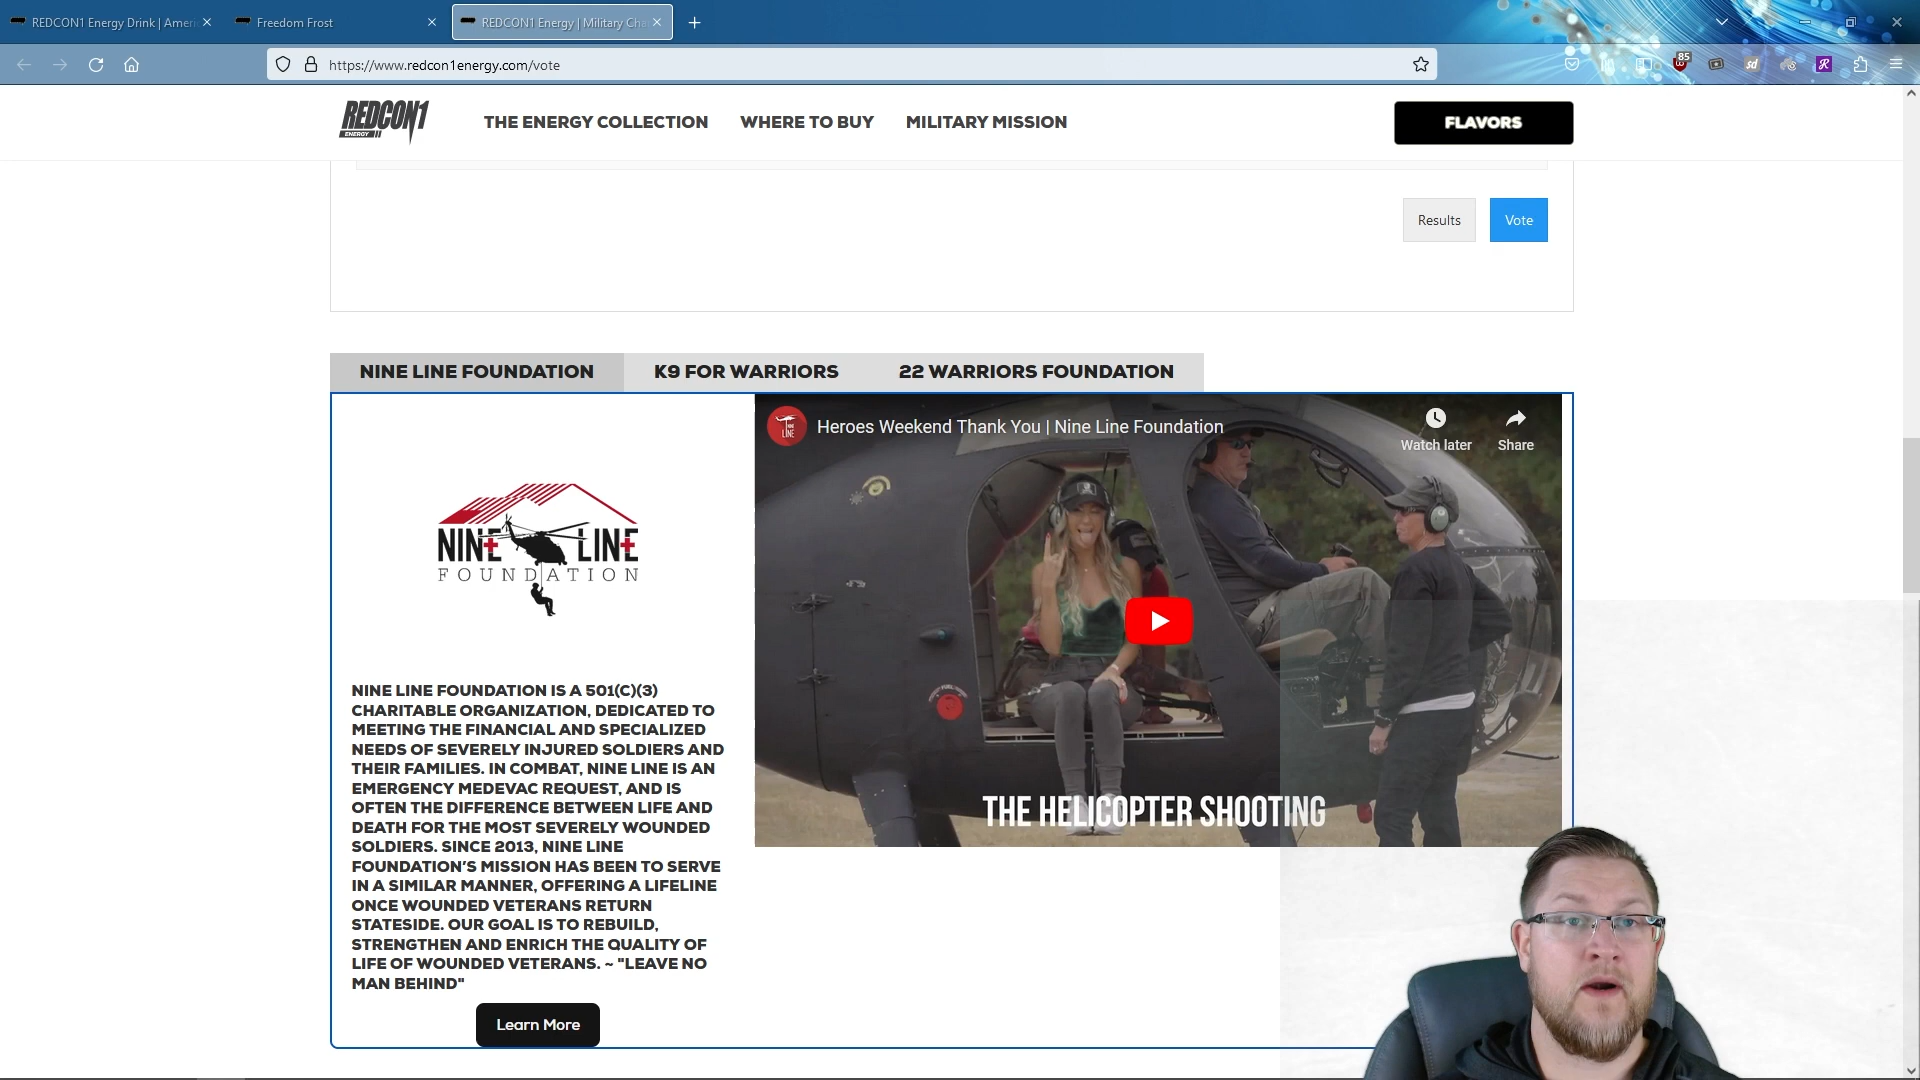 REDCON1 Energy Drink | Ameri
Freedom Frost
REDCON1 Energy | Military Cha
https://www.redcon1energy.com/vote
85
REDCON1
ENERGY
THE ENERGY COLLECTION
WHERE TO BUY
MILITARY MISSION
FLAVORS
Results
Vote
NINE LINE FOUNDATION
K9 FOR WARRIORS
22 WARRIORS FOUNDATION
NINE LINE
FOUNDATION
NINE LINE FOUNDATION IS A 501(C)(3)
CHARITABLE ORGANIZATION, DEDICATED TO
MEETING THE FINANCIAL AND SPECIALIZED
NEEDS OF SEVERELY INJURED SOLDIERS AND
THEIR FAMILIES. IN COMBAT, NINE LINE IS AN
EMERGENCY MEDEVAC REQUEST, AND IS
OFTEN THE DIFFERENCE BETWEEN LIFE AND
DEATH FOR THE MOST SEVERELY WOUNDED
SOLDIERS. SINCE 2013, NINE LINE
FOUNDATION'S MISSION HAS BEEN TO SERVE
IN A SIMILAR MANNER, OFFERING A LIFELINE
ONCE WOUNDED VETERANS RETURN
STATESIDE. OUR GOAL IS TO REBUILD,
STRENGTHEN AND ENRICH THE QUALITY OF
LIFE OF WOUNDED VETERANS. ~ "LEAVE NO
MAN BEHIND"
Learn More
NINE
LINE
Heroes Weekend Thank You | Nine Line Foundation
Watch later
Share
THE HELICOPTER SHOOTING